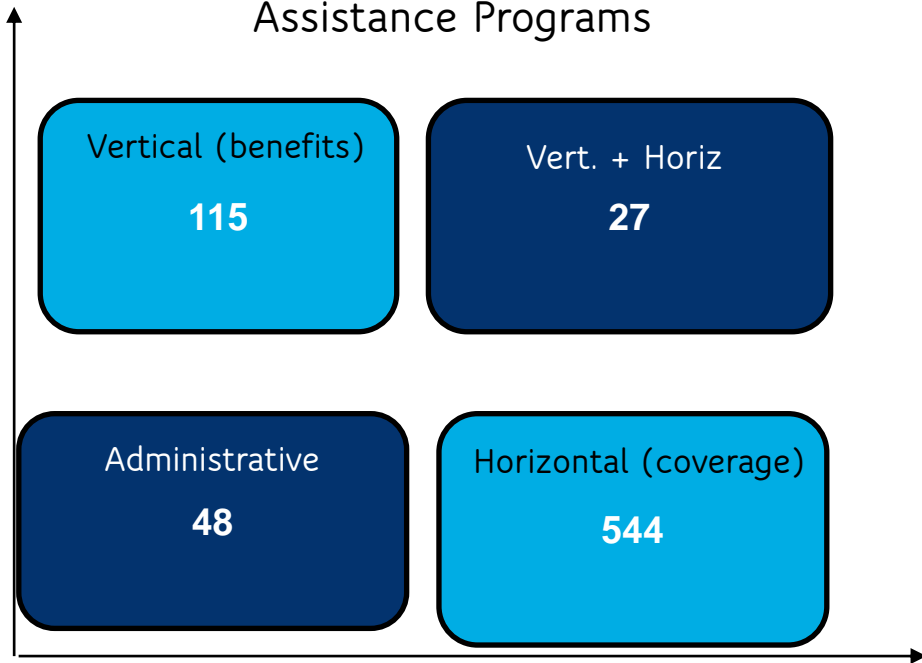 Assistance Programs
Vertical (benefits)
115
Vert. + Horiz
27
Administrative
48
Horizontal (coverage)
544